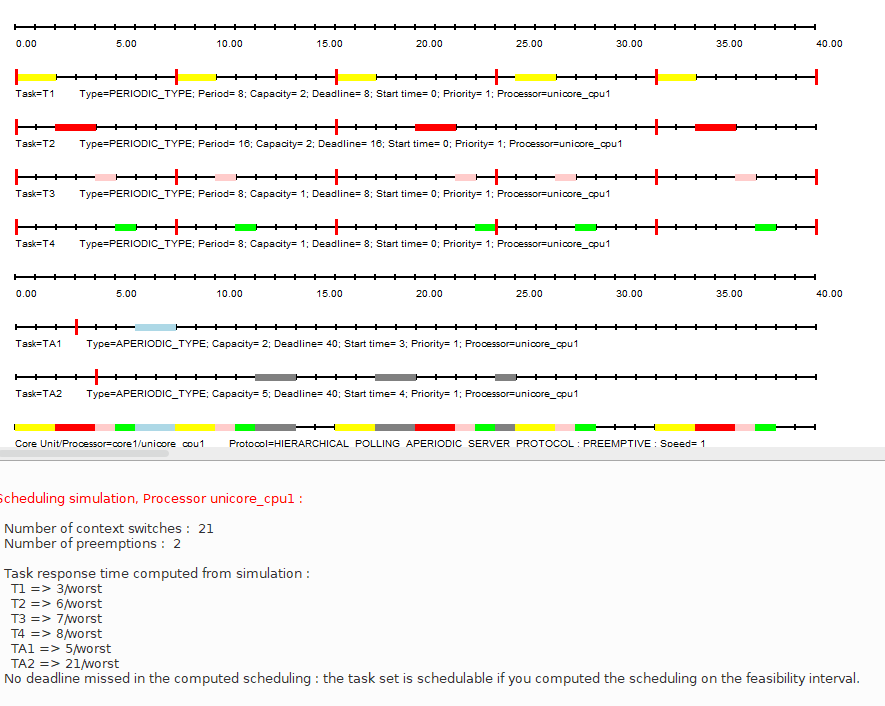 0.00 5.00 10.00 15.00 20.00 25.00 30.00 35.00 40.00
Task=T1 Type=PERIODIC_TYPE; Period= 8; Capacity= 2; Deadline= 8; Start time= 0; Priority= 1; Processor=unicore_cpu1
Task=T2 Type=PERIODIC_TYPE; Period= 16; Capacity= 2; Deadline= 16; Start time= 0; Priority= 1; Processor=unicore_cpu1
Task=T3 Type=PERIODIC_TYPE; Period= 8; Capacity= 1; Deadline= 8; Start time= 0; Priority= 1; Processor=unicore_cpu1
Task=T4 Type=PERIODIC_TYPE; Period= 8; Capacity= 1; Deadline= 8; Start time= 0; Priority= 1; Processor=unicore_cpu1
0.00 5.00 10.00 15.00 20.00 25.00 30.00 35.00 40.00
Task=TA1 Type=APERIODIC_TYPE; Capacity= 2; Deadline= 40; Start time= 3; Priority= 1; Processor=unicore_cpu1
Task=TA2 Type=APERIODIC_TYPE; Capacity= 5; Deadline= 40; Start time= 4; Priority= 1; Processor=unicore_cpu1
Core Unit/Processor=core1/unicore_cpu1 Protocol=HIERARCHICAL_POLLING_APERIODIC_SERVER_PROTOCOL ; PREEMPTIVE ; Speed= 1
Scheduling simulation, Processor unicore_cpu1 :
Number of context switches : 21
Number of preemptions : 2
Task response time computed from simulation :
T1 => 3/worst
T2 => 6/worst
T3 => 7/worst
T4 => 8/worst
TA1 => 5/worst
TA2 => 21/worst
No deadline missed in the computed scheduling : the task set is schedulable if you computed the scheduling on the feasibility interval.